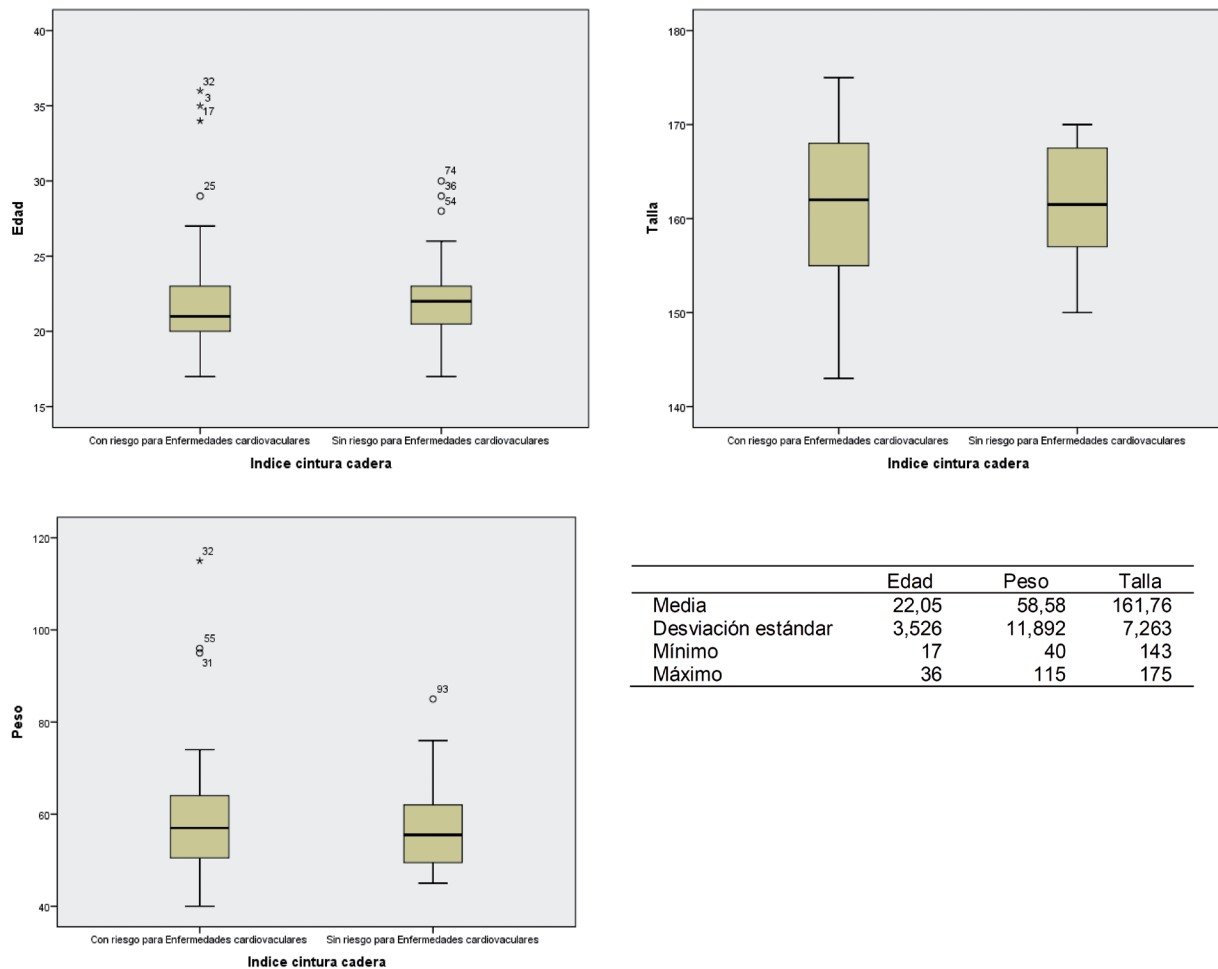 40
35
30
25
20
15
Edad
32
3
17
25
74
36
54
Con riesgo para Enfermedades cardiovaculares
Sin riesgo para Enfermedades cardiovaculares
Indice cintura cadera
180
170
160
150
140
Talla
Con riesgo para Enfermedades cardiovaculares
Sin riesgo para Enfermedades cardiovaculares
Indice cintura cadera
120
100
80
60
40
Peso
32
55
31
93
Con riesgo para Enfermedades cardiovaculares
Sin riesgo para Enfermedades cardiovaculares
Indice cintura cadera
Edad Peso Talla
Media 22,05 58,58 161,76
Desviación estándar 3,526 11,892 7,263
Mínimo 17 40 143
Máximo 36 115 175